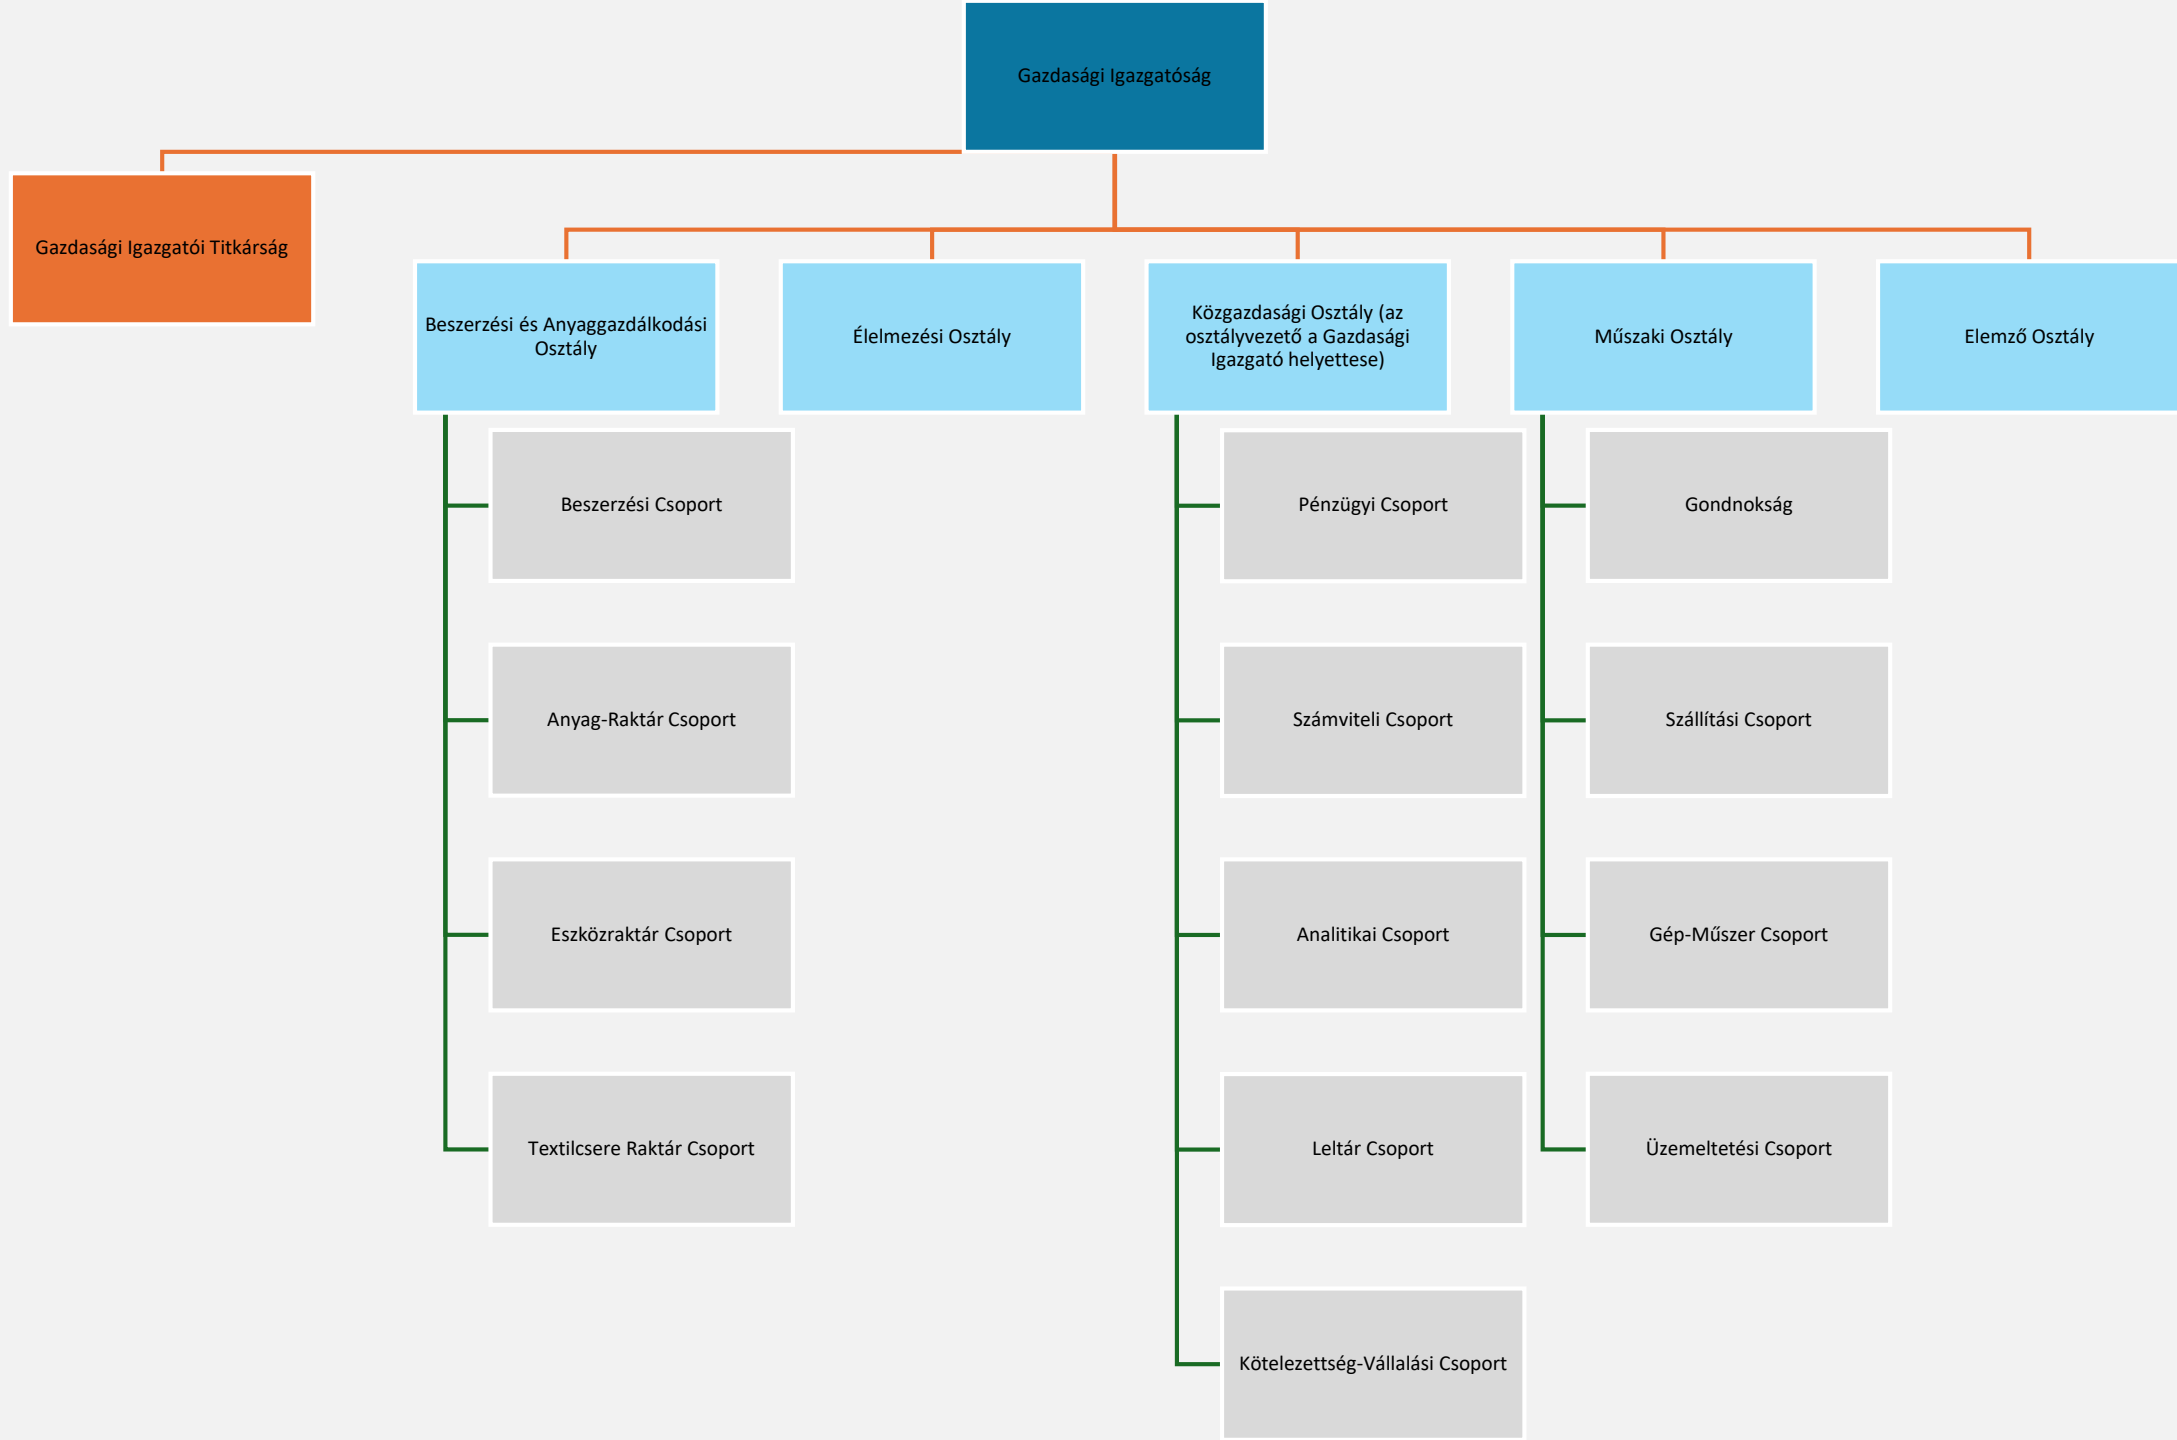 Gazdasági Igazgatóság
Gazdasági Igazgatói Titkárság
Beszerzési és Anyaggazdálkodási
Osztály
Élelmezési Osztály
Közgazdasági Osztály (az
osztályvezető a Gazdasági
Igazgató helyettese)
Műszaki Osztály
Elemző Osztály
Beszerzési Csoport
Anyag-Raktár Csoport
Eszközraktár Csoport
Textilcsere Raktár Csoport
Pénzügyi Csoport
Számviteli Csoport
Analitikai Csoport
Leltár Csoport
Kötelezettség-Vállalási Csoport
Gondnokság
Szállítási Csoport
Gép-Műszer Csoport
Üzemeltetési Csoport